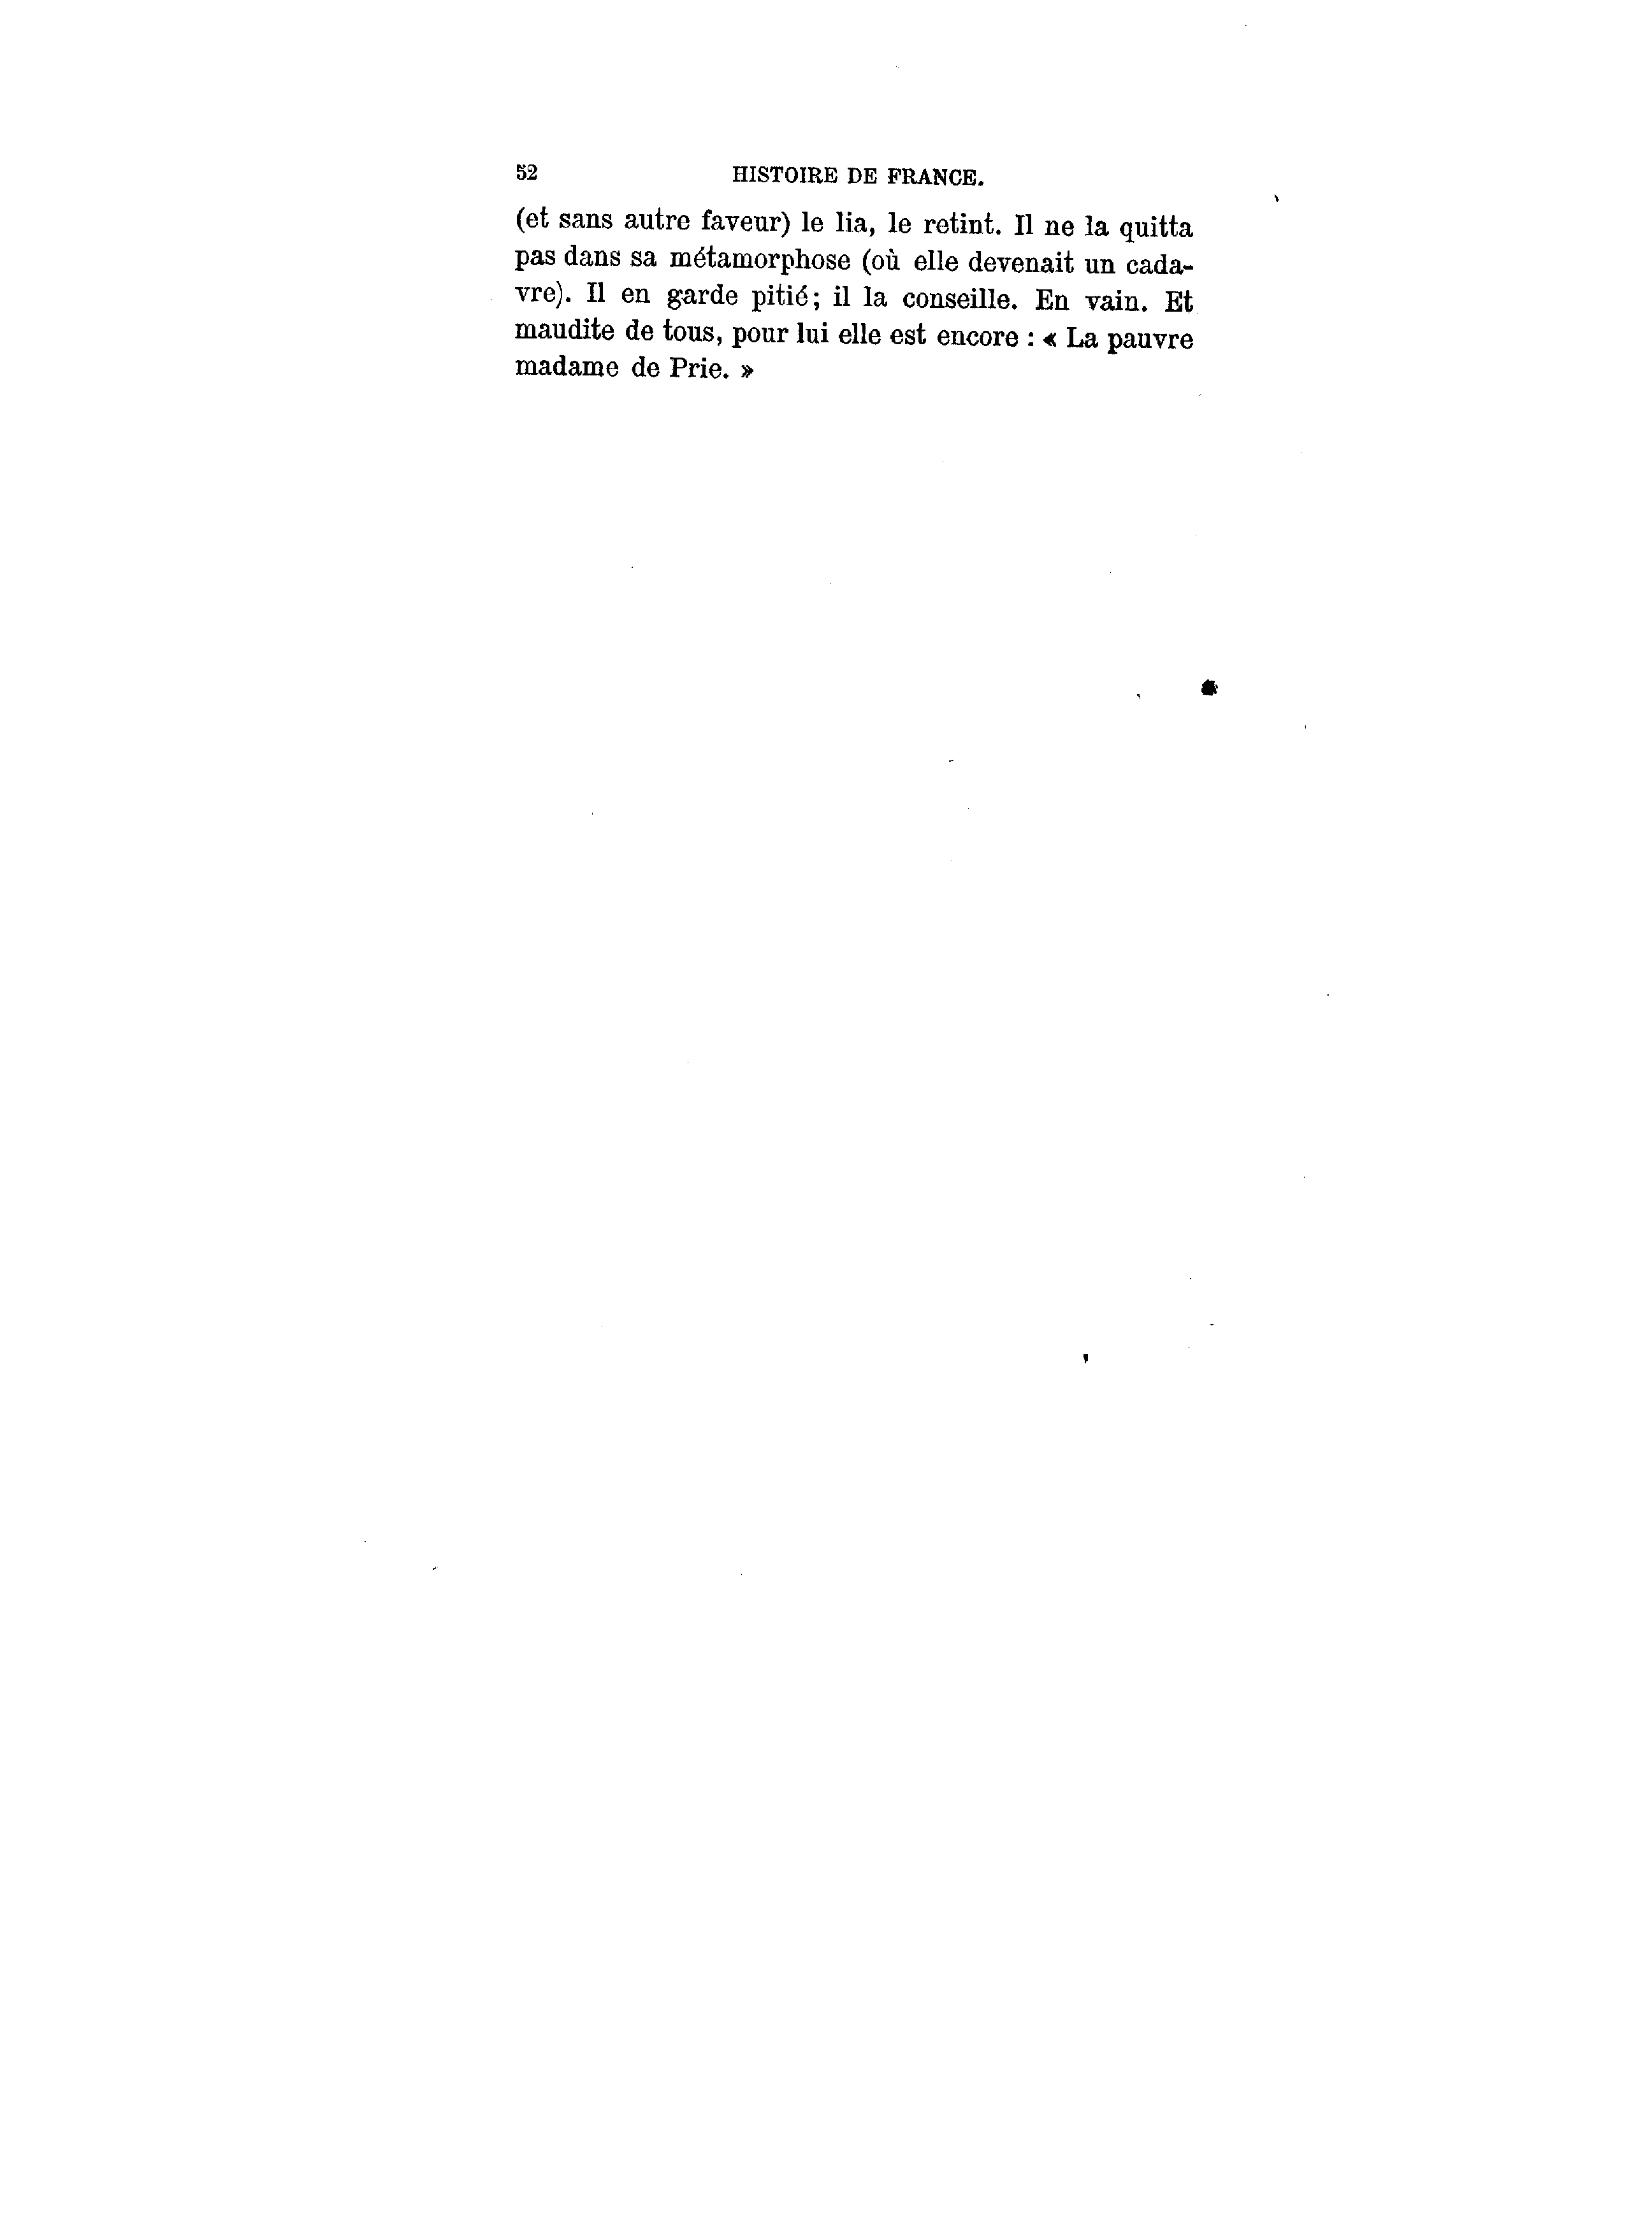 52 HISTOIRE DE FRANCE.
(et sans autre faveur) le lia, le retint. Il ne la quitta
pas dans sa métamorphose (où elle devenait un cada-
vre). Il en garde pitié; il la conseille. En vain. Et
maudite de tous, pour lui elle est encore : « La pauvre
madame de Prie. »